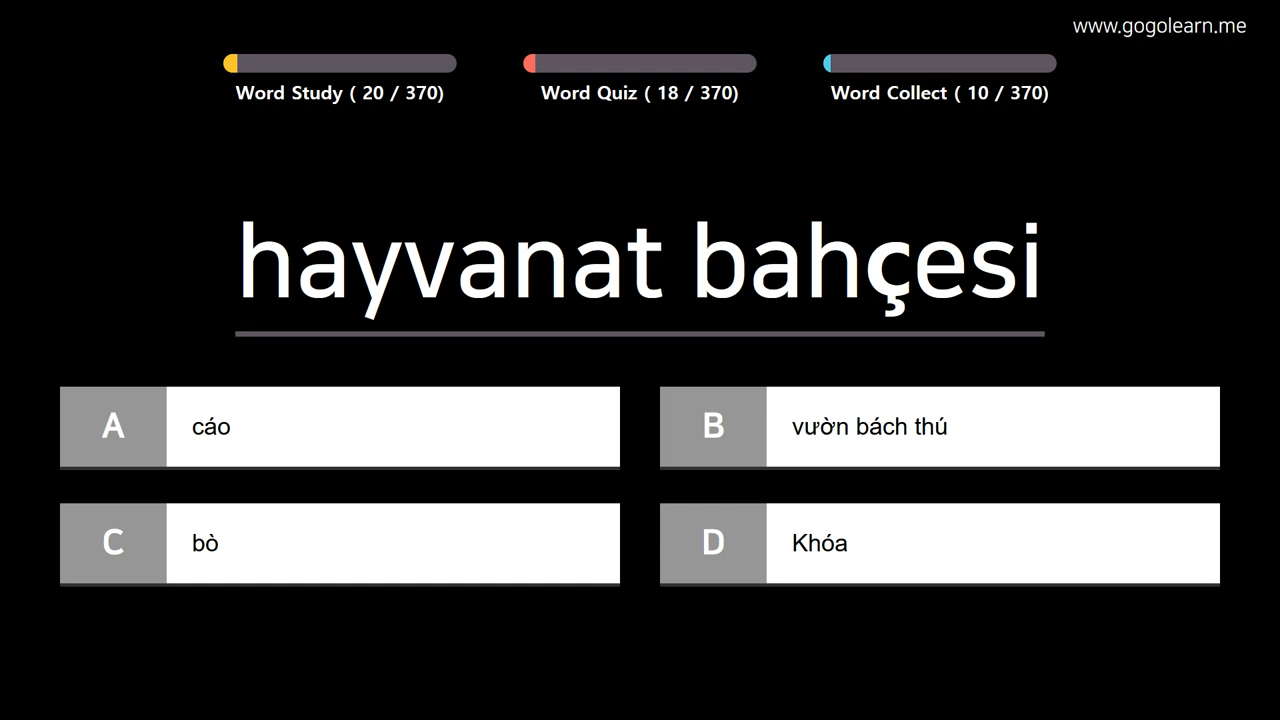 www.gogolearn.me
Word Study ( 20 / 370)
Word Quiz ( 18 / 370)
Word Collect ( 10 / 370)
hayvanat bahçesi
A cáo
B vườn bách thú
C bò
D Khóa